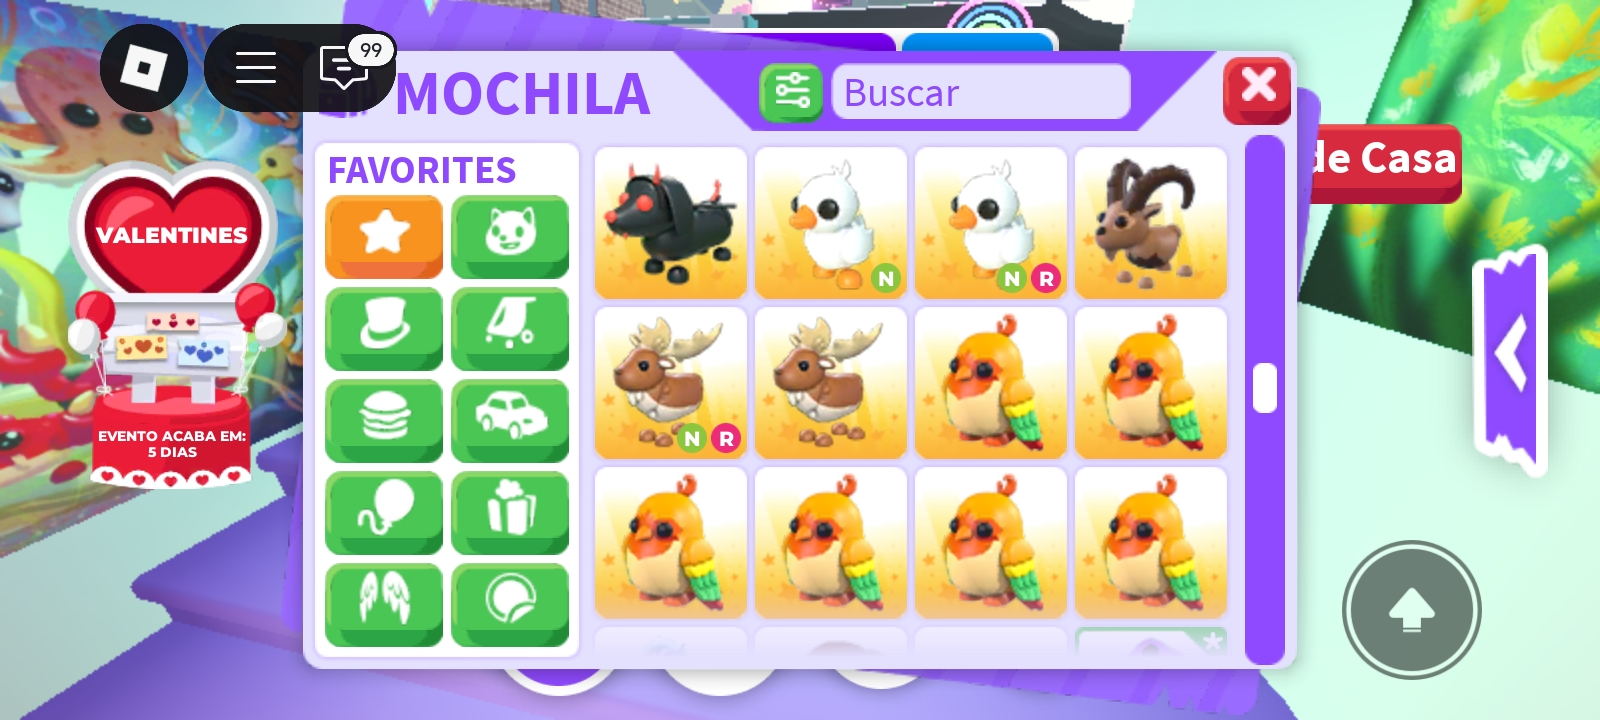 99
MOCHILA
Buscar
de Casa
FAVORITES
VALENTINES
N
N R
N R
EVENTO ACABA EM:
5 DIAS